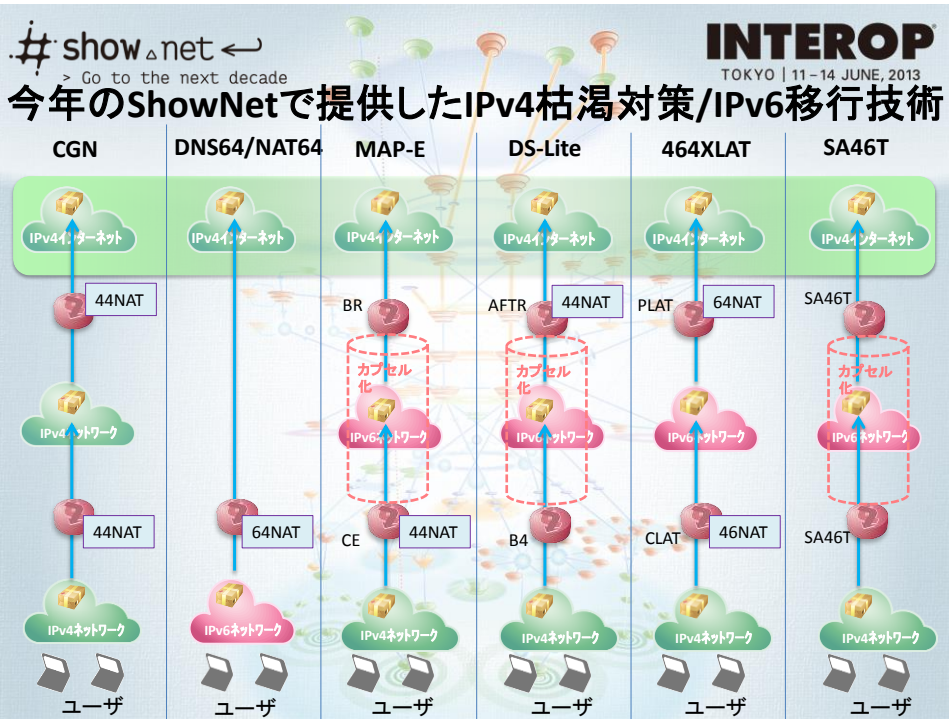 show net
> Go to the next decade
INTEROP
TOKYO | 11 – 14 JUNE, 2013
今年のShowNetで提供したIPv4枯渇対策/IPv6移行技術
CGN
IPv4インターネット
44NAT
IPv4ネットワーク
44NAT
IPv4ネットワーク
ユーザ
DNS64/NAT64
IPv4インターネット
64NAT
IPv6ネットワーク
ユーザ
MAP-E
IPv4インターネット
BR
カプセル
化
IPv6ネットワーク
CE
44NAT
IPv4ネットワーク
ユーザ
DS-Lite
IPv4インターネット
AFTR
44NAT
カプセル
化
IPv6ネットワーク
B4
IPv4ネットワーク
ユーザ
464XLAT
IPv4インターネット
PLAT
64NAT
IPv6ネットワーク
CLAT
46NAT
IPv4ネットワーク
ユーザ
SA46T
IPv4インターネット
SA46T
カプセル
化
IPv6ネットワーク
SA46T
IPv4ネットワーク
ユーザ